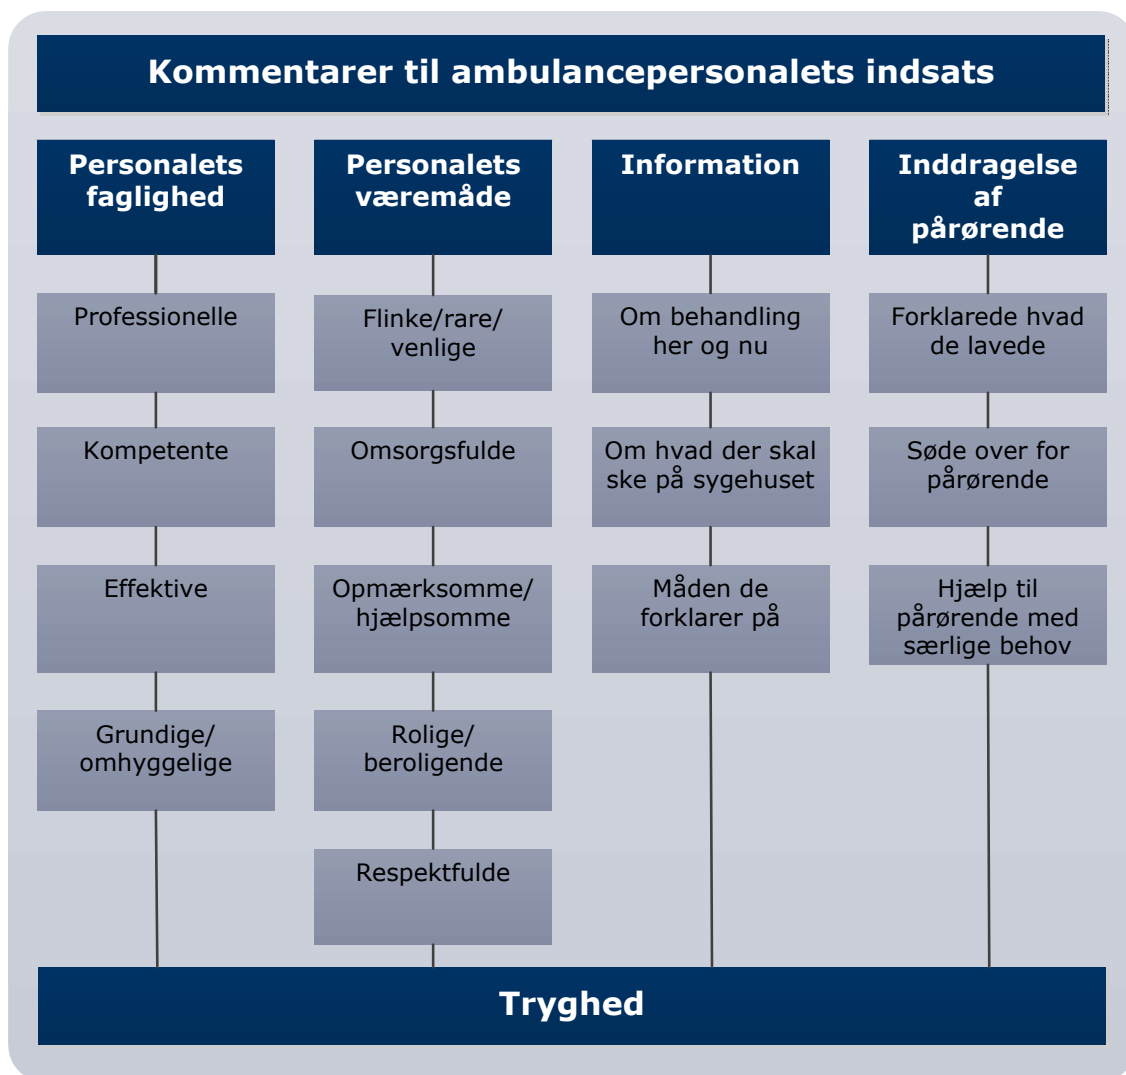 Kommentarer til ambulancepersonalets indsats
Personalets
faglighed
Professionelle
Kompetente
Effektive
Grundige/
omhyggelige
Personalets
væremåde
Flinke/rare/
venlige
Omsorgsfulde
Opmærksomme/
hjælpsomme
Rolige/
beroligende
Respektfulde
Information
Om behandling
her og nu
Om hvad der skal
ske på sygehuset
Måden de
forklarer på
Inddragelse
af
pårørende
Forklarede hvad
de lavede
Søde over for
pårørende
Hjælp til
pårørende med
særlige behov
Tryghed